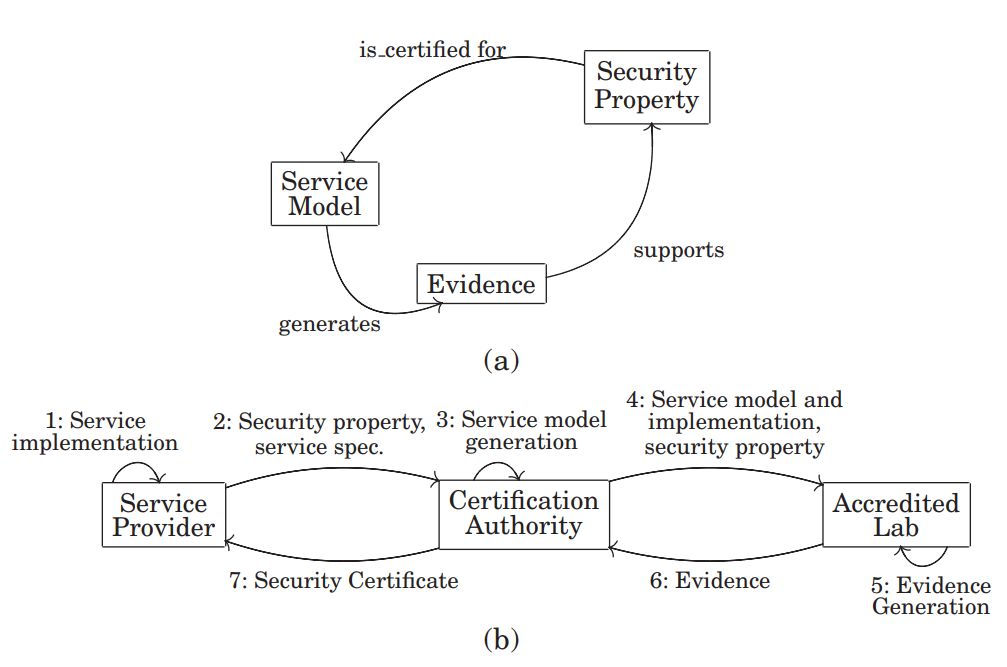 is_certified for
Security
Property
Service
Model
Evidence
supports
generates
(a)
1: Service
implementation
2: Security property,
service spec.
3: Service model
generation
4: Service model and
implementation,
security property
Service
Provider
Certification
Authority
Accredited
Lab
7: Security Certificate
6: Evidence
5: Evidence
Generation
(b)